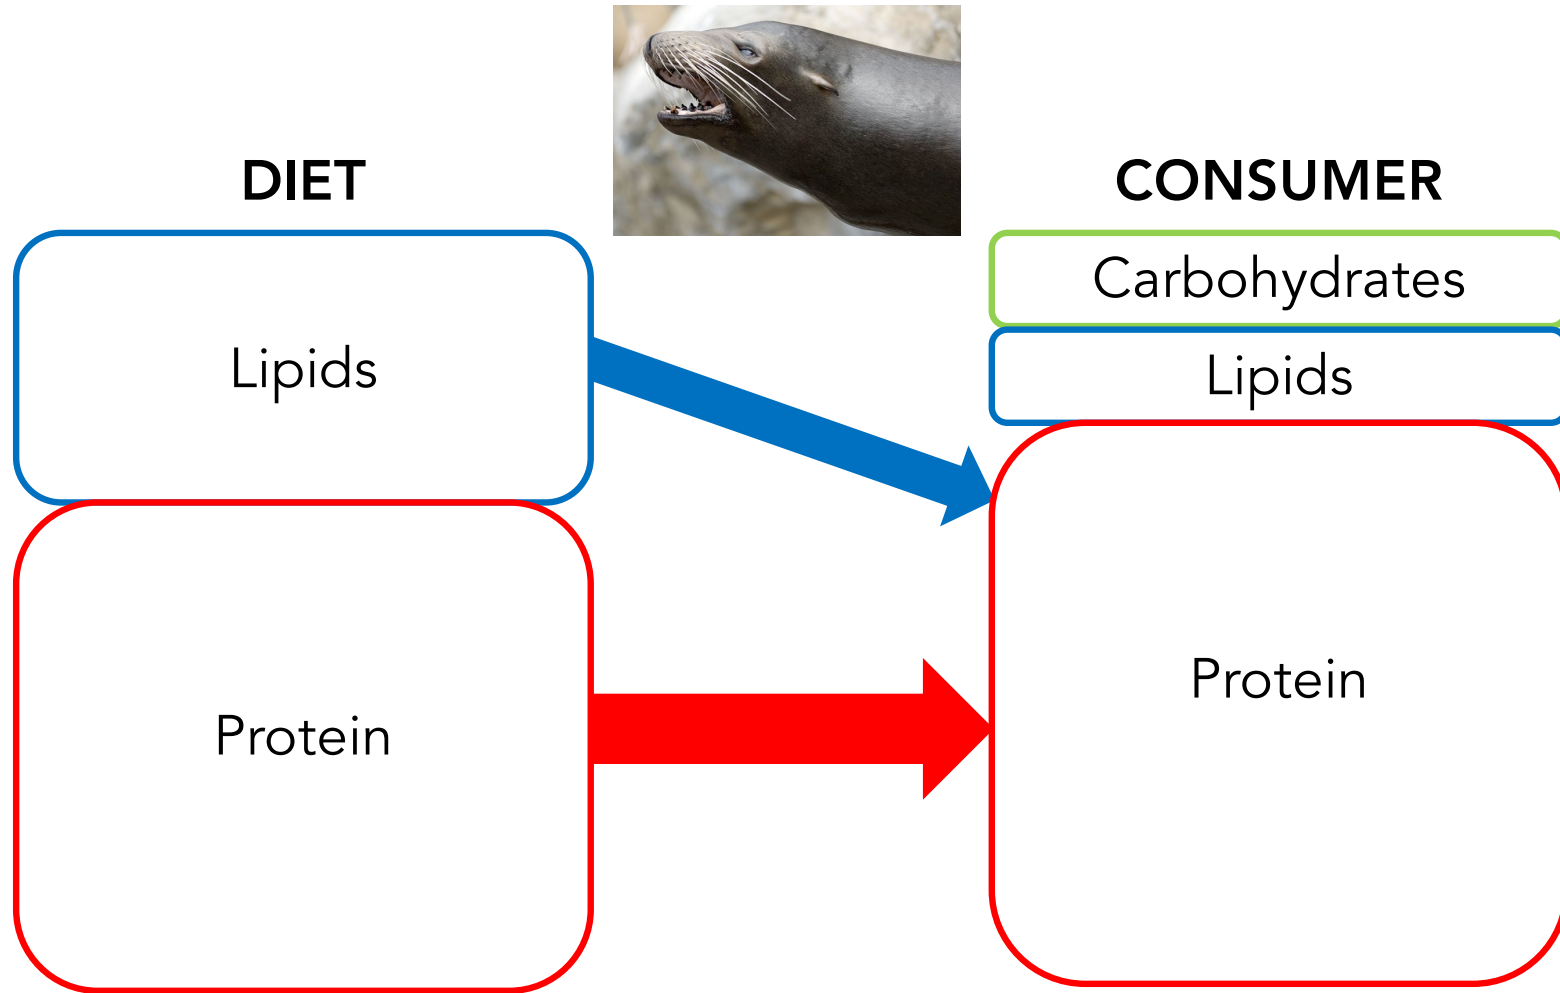 DIET
Lipids
Protein
CONSUMER
Carbohydrates
Lipids
Protein